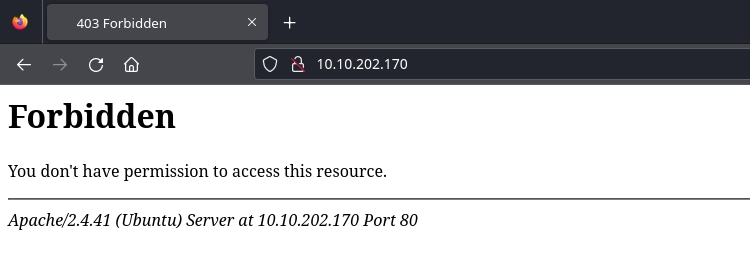 403 Forbidden
10.10.202.170
Forbidden
You don't have permission to access this resource.
Apache/2.4.41 (Ubuntu) Server at 10.10.202.170 Port 80